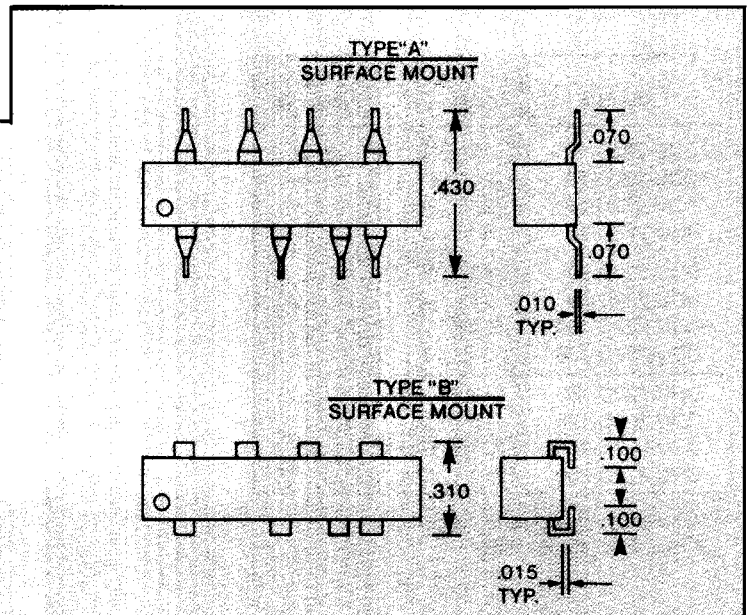 TYPE"A"
SURFACE MOUNT
.430
.070
.070
.010
TYP.
TYPE "B"
SURFACE MOUNT
.310
.100
.100
.015
TYP.